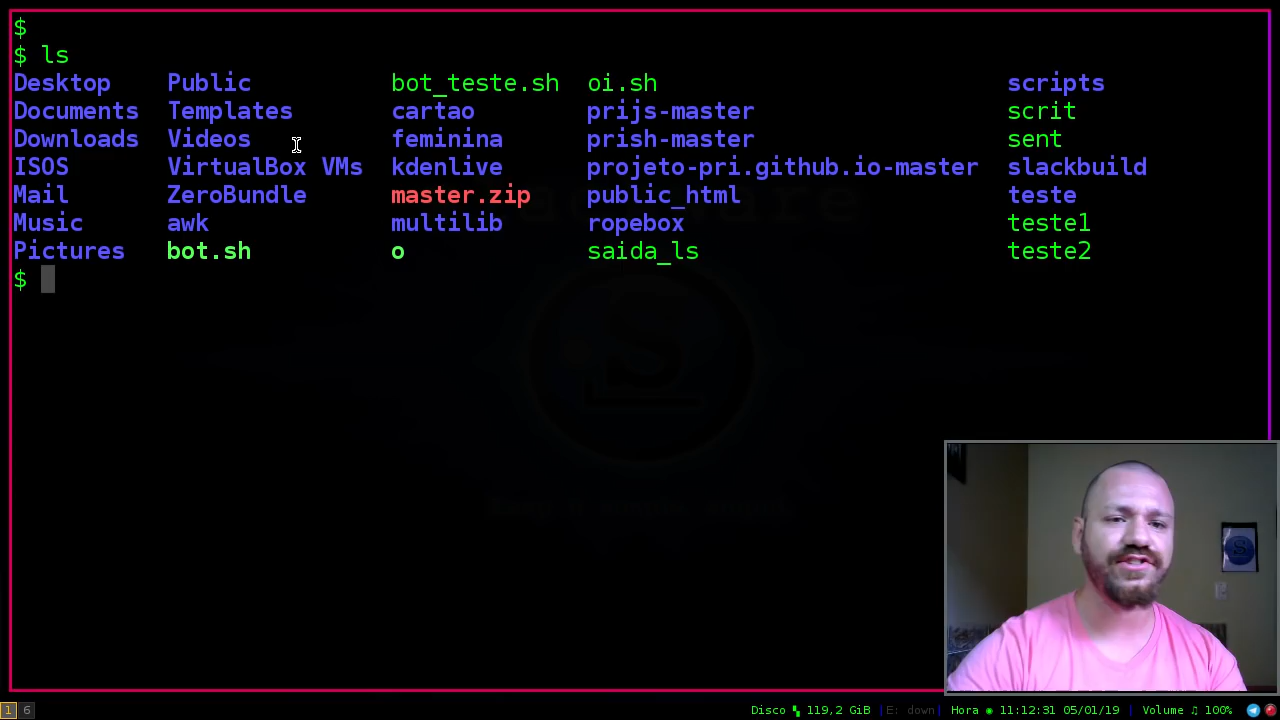 $
$ ls
Desktop Public bot_teste.sh oi.sh scripts
Documents Templates cartao prijs-master scrit
Downloads Videos feminina prish-master sent
ISOS VirtualBox VMs kdenlive projeto-pri.github.io-master slackbuild
Mail ZeroBundle master.zip public_html teste
Music awk multilib ropebox teste1
Pictures bot.sh o saida_ls teste2
$
1 6 Disco 119,2 GiB |E: down| Hora ◉ 11:12:31 05/01/19 | Volume ♫ 100%